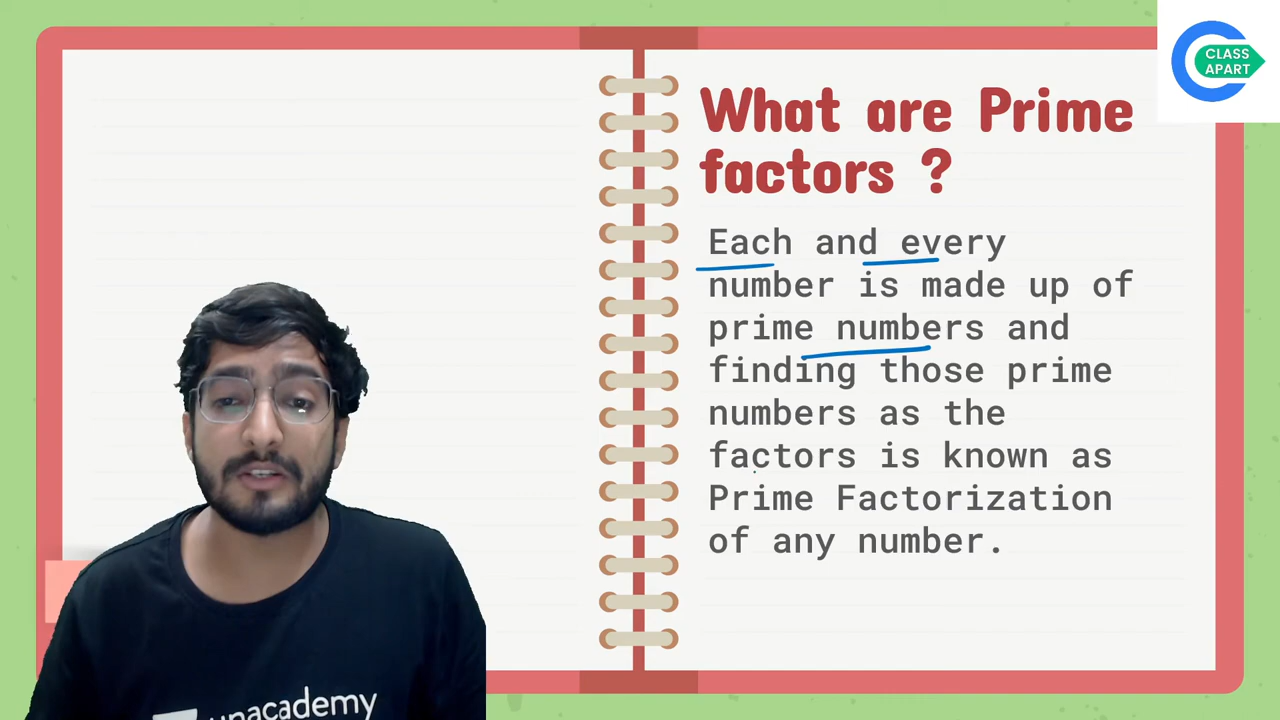 CLASS
APART
What are Prime
factors ?
Each and every
number is made up of
prime numbers and
finding those prime
numbers as the
factors is known as
Prime Factorization
of any number.
unacademy